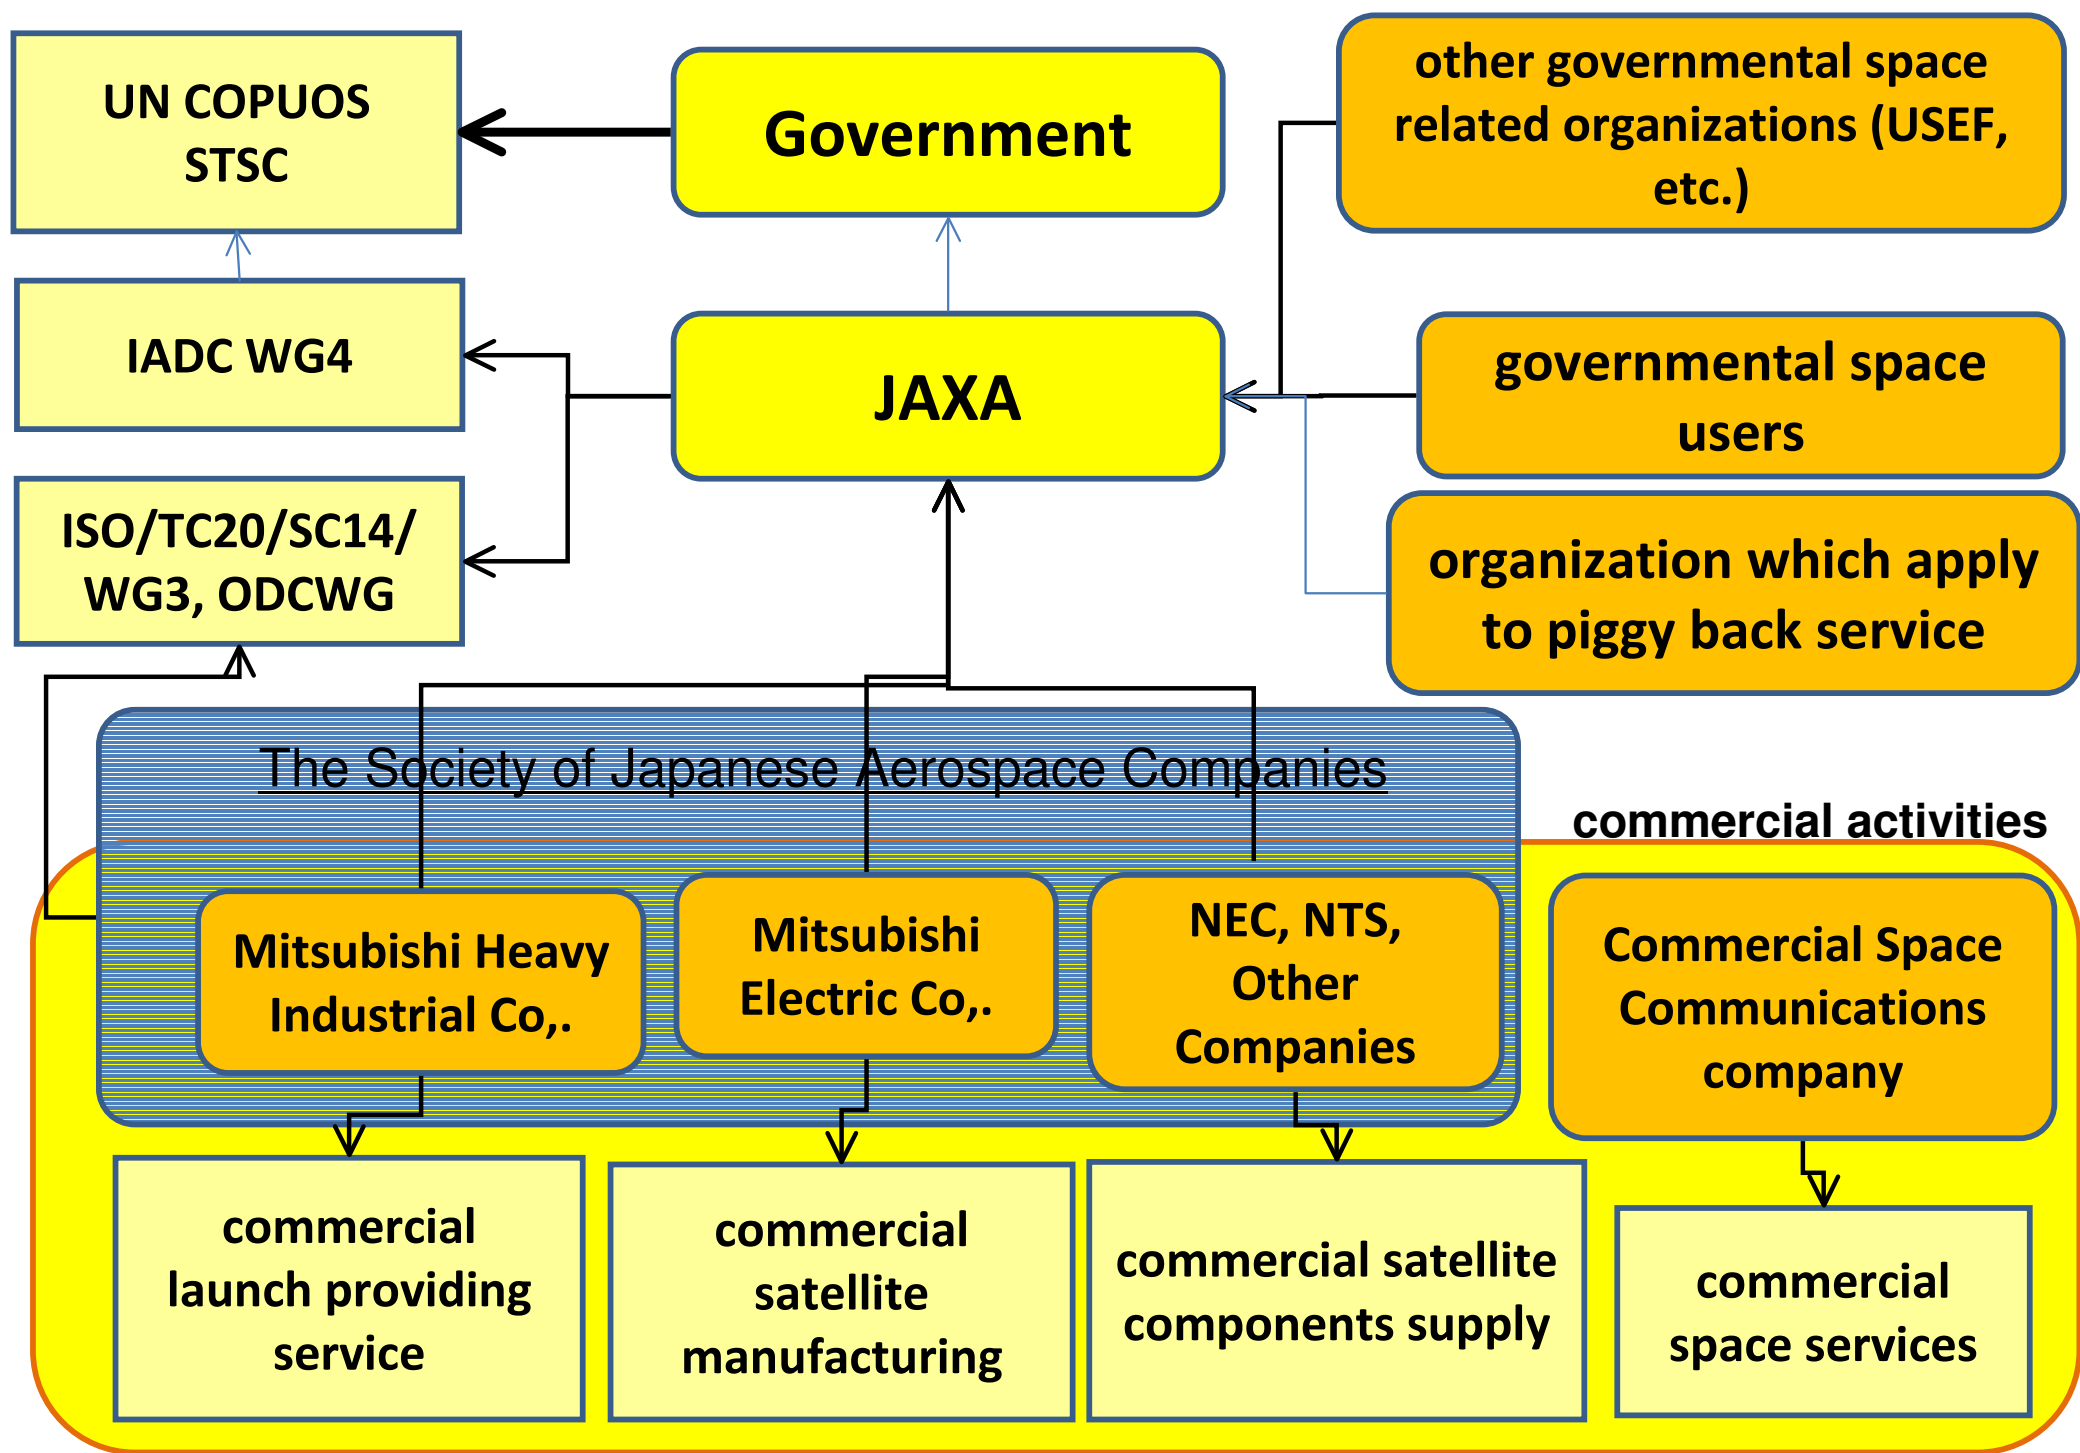 UN COPUOS
STSC
Government
other governmental space
related organizations (USEF,
etc.)
IADC WG4
JAXA
governmental space
users
ISO/TC20/SC14/
WG3, ODCWG
organization which apply
to piggy back service
The Society of Japanese Aerospace Companies
commercial activities
Mitsubishi Heavy
Industrial Co,.
Mitsubishi
Electric Co,.
NEC, NTS,
Other
Companies
Commercial Space
Communications
company
commercial
launch providing
service
commercial
satellite
manufacturing
commercial satellite
components supply
commercial
space services